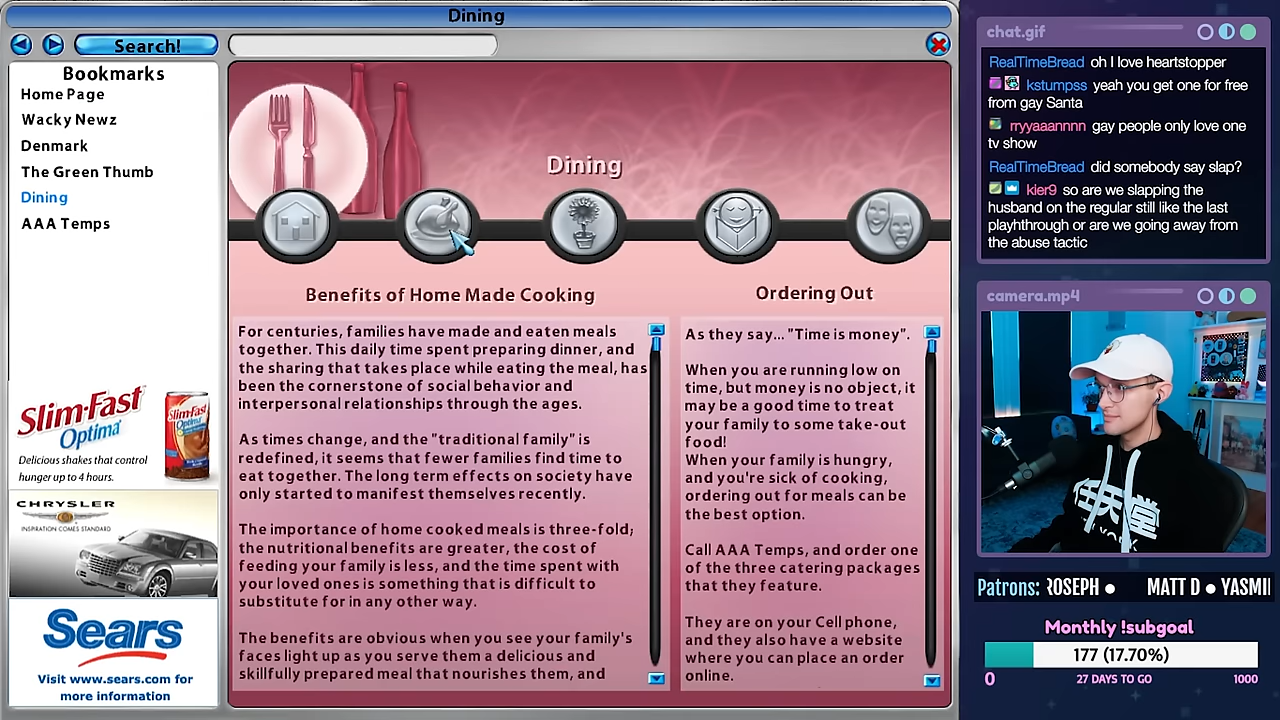 Dining
Search!
Bookmarks
Home Page
Wacky Newz
Denmark
The Green Thumb
Dining
AAA Temps
Slim-Fast
Optima
Delicious shakes that control
hunger up to 4 hours.
CHRYSLER
INSPIRATION COMES STANDARD
Sears
Visit www.sears.com for
more information
Dining
Benefits of Home Made Cooking
For centuries, families have made and eaten meals
together. This daily time spent preparing dinner, and
the sharing that takes place while eating the meal, has
been the cornerstone of social behavior and
interpersonal relationships through the ages.
As times change, and the "traditional family" is
redefined, it seems that fewer families find time to
eat together. The long term effects on society have
only started to manifest themselves recently.
The importance of home cooked meals is three-fold;
the nutritional benefits are greater, the cost of
feeding your family is less, and the time spent with
your loved ones is something that is difficult to
substitute for in any other way.
The benefits are obvious when you see your family's
faces light up as you serve them a delicious and
skillfully prepared meal that nourishes them, and
Ordering Out
As they say... "Time is money".
When you are running low on
time, but money is no object, it
may be a good time to treat
your family to some take-out
food!
When your family is hungry,
and you're sick of cooking,
ordering out for meals can be
the best option.
Call AAA Temps, and order one
of the three catering packages
that they feature.
They are on your Cell phone,
and they also have a website
where you can place an order
online.
chat.gif
RealTimeBread oh I love heartstopper
kstumpss yeah you get one for free
from gay Santa
rryyaaannnn gay people only love one
tv show
RealTimeBread did somebody say slap?
kier9 so are we slapping the
husband on the regular still like the last
playthrough or are we going away from
the abuse tactic
camera.mp4
任天堂
Patrons: ROSEPH ● MATT D ● YASMI
Monthly !subgoal
177 (17.70%)
0 27 DAYS TO GO 1000